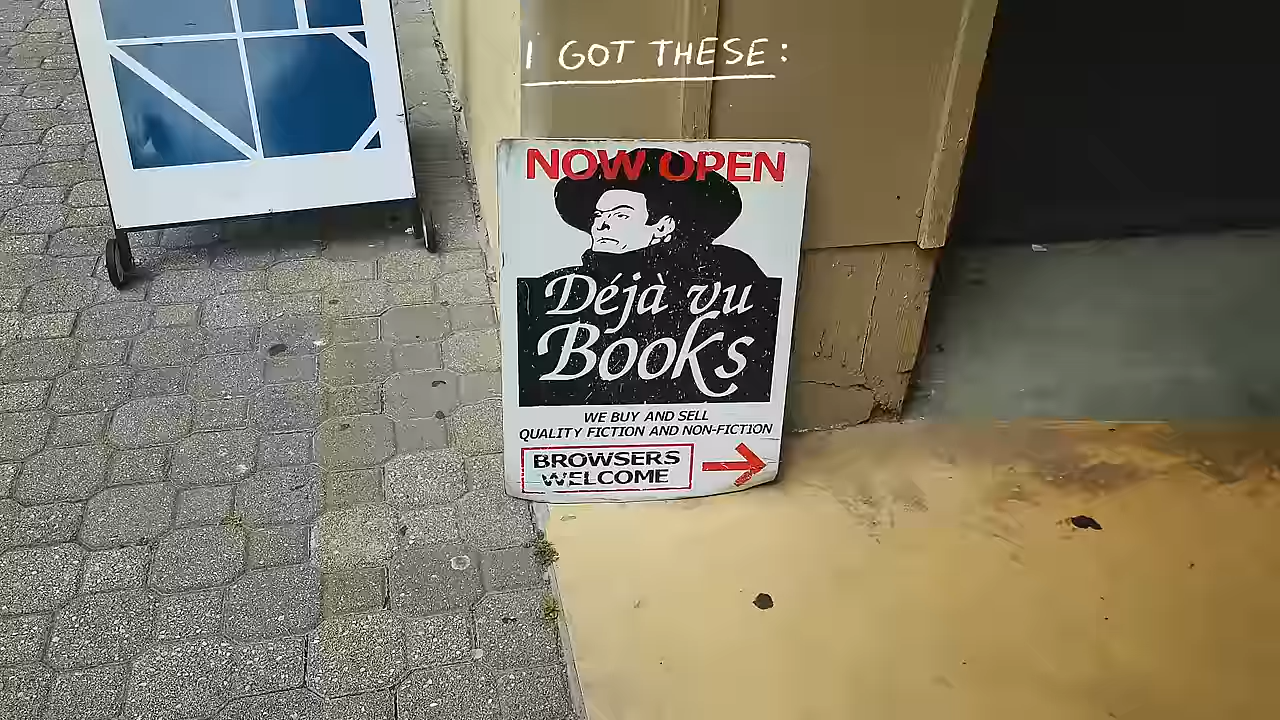 I GOT THESE:
NOW OPEN
Déjà vu
Books
WE BUY AND SELL
QUALITY FICTION AND NON-FICTION
BROWSERS
WELCOME